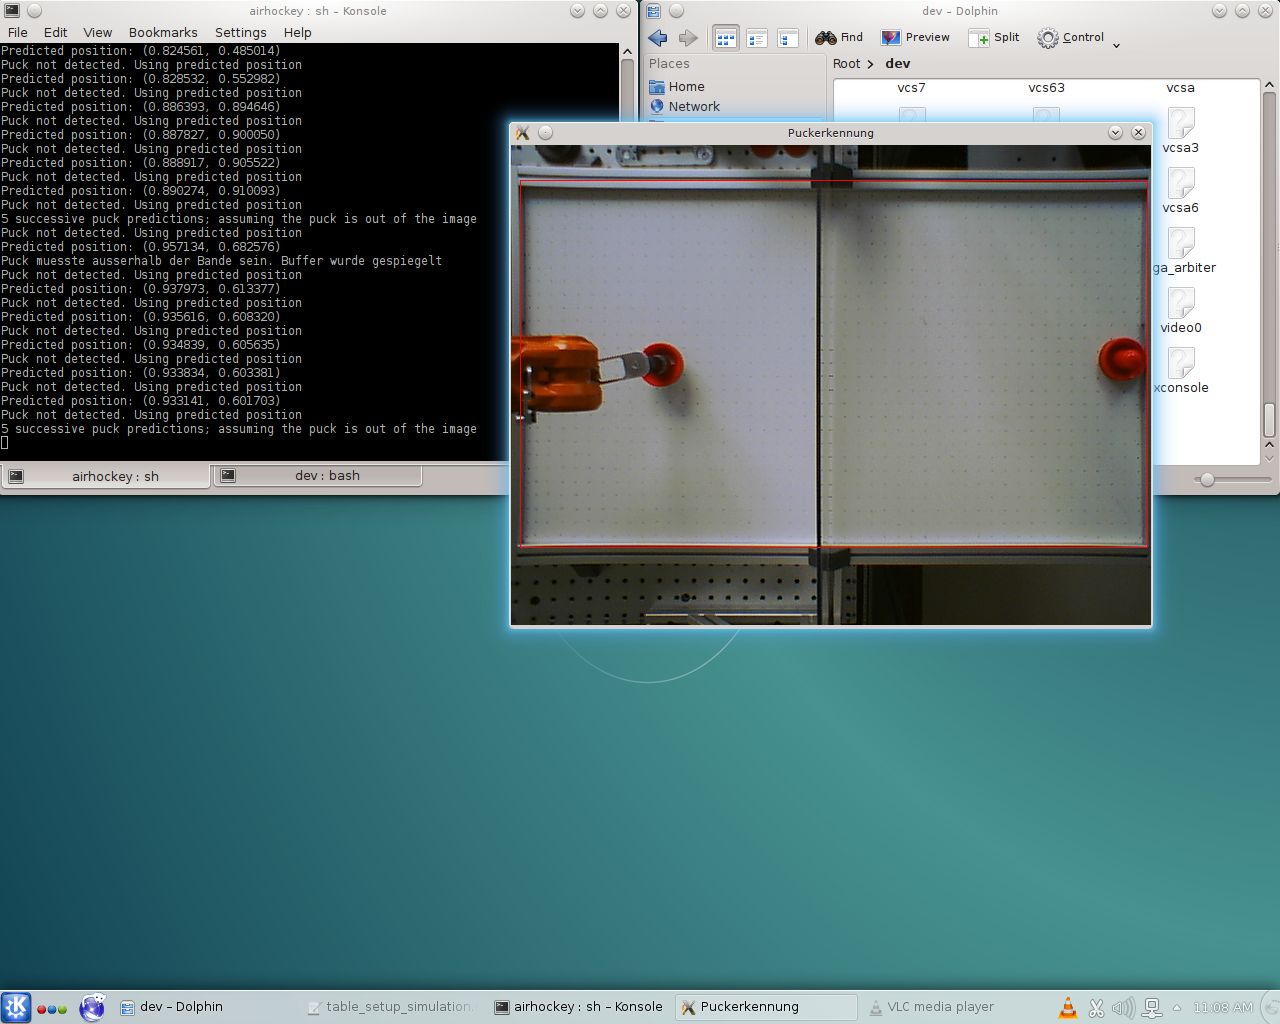 airhockey : sh – Konsole
File Edit View Bookmarks Settings Help
Predicted position: (0.824561, 0.485014)
Puck not detected. Using predicted position
Predicted position: (0.828532, 0.552982)
Puck not detected. Using predicted position
Predicted position: (0.886393, 0.894646)
Puck not detected. Using predicted position
Predicted position: (0.887827, 0.900050)
Puck not detected. Using predicted position
Predicted position: (0.888917, 0.905522)
Puck not detected. Using predicted position
Predicted position: (0.890274, 0.910093)
Puck not detected. Using predicted position
5 successive puck predictions; assuming the puck is out of the image
Puck not detected. Using predicted position
Predicted position: (0.957134, 0.682576)
Puck muesste ausserhalb der Bande sein. Buffer wurde gespiegelt
Puck not detected. Using predicted position
Predicted position: (0.937973, 0.613377)
Puck not detected. Using predicted position
Predicted position: (0.935616, 0.608320)
Puck not detected. Using predicted position
Predicted position: (0.934839, 0.605635)
Puck not detected. Using predicted position
Predicted position: (0.933834, 0.603381)
Puck not detected. Using predicted position
Predicted position: (0.933141, 0.601703)
Puck not detected. Using predicted position
5 successive puck predictions; assuming the puck is out of the image
airhockey : sh
dev : bash
dev – Dolphin
Find Preview Split Control
Places
Root > dev
Home
Network
vcs7 vcs63 vcsa
vcsa3
vcsa6
ga_arbiter
video0
xconsole
Puckerkennung
dev – Dolphin
table_setup_simulation
airhockey : sh – Konsole
Puckerkennung
VLC media player
11:08 AM